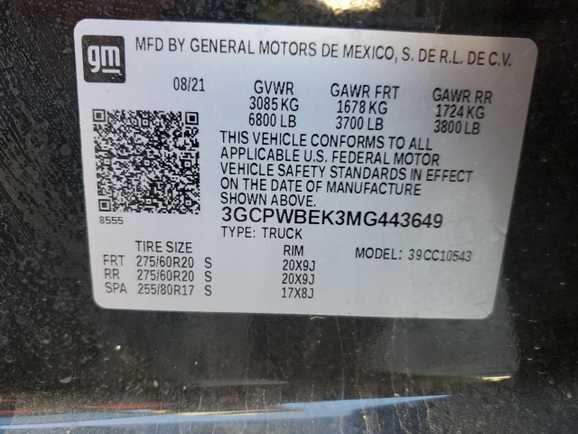 gm
MFD BY GENERAL MOTORS DE MEXICO, S. DE R.L. DE C.V.
08/21 GVWR GAWR FRT GAWR RR
3085 KG 1678 KG 1724 KG
6800 LB 3700 LB 3800 LB
THIS VEHICLE CONFORMS TO ALL
APPLICABLE U.S. FEDERAL MOTOR
VEHICLE SAFETY STANDARDS IN EFFECT
ON THE DATE OF MANUFACTURE
SHOWN ABOVE.
3GCPWBEK3MG443649
8555
TYPE: TRUCK
TIRE SIZE RIM MODEL: 39CC10543
FRT 275/60R20 S 20X9J
RR 275/60R20 S 20X9J
SPA 255/80R17 S 17X8J